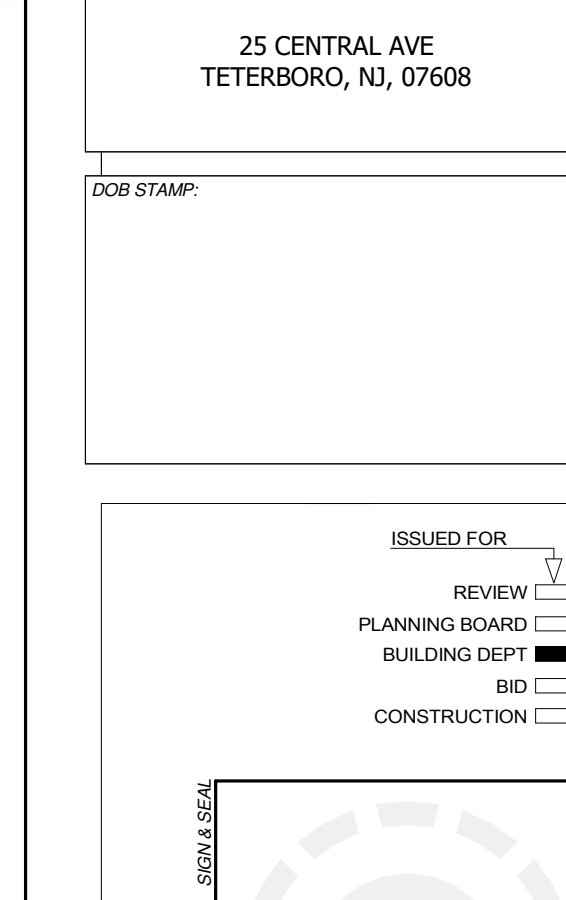 25 CENTRAL AVE
TETERBORO, NJ, 07608
DOB STAMP:
ISSUED FOR
REVIEW
PLANNING BOARD
BUILDING DEPT
BID
CONSTRUCTION
SIGN & SEAL